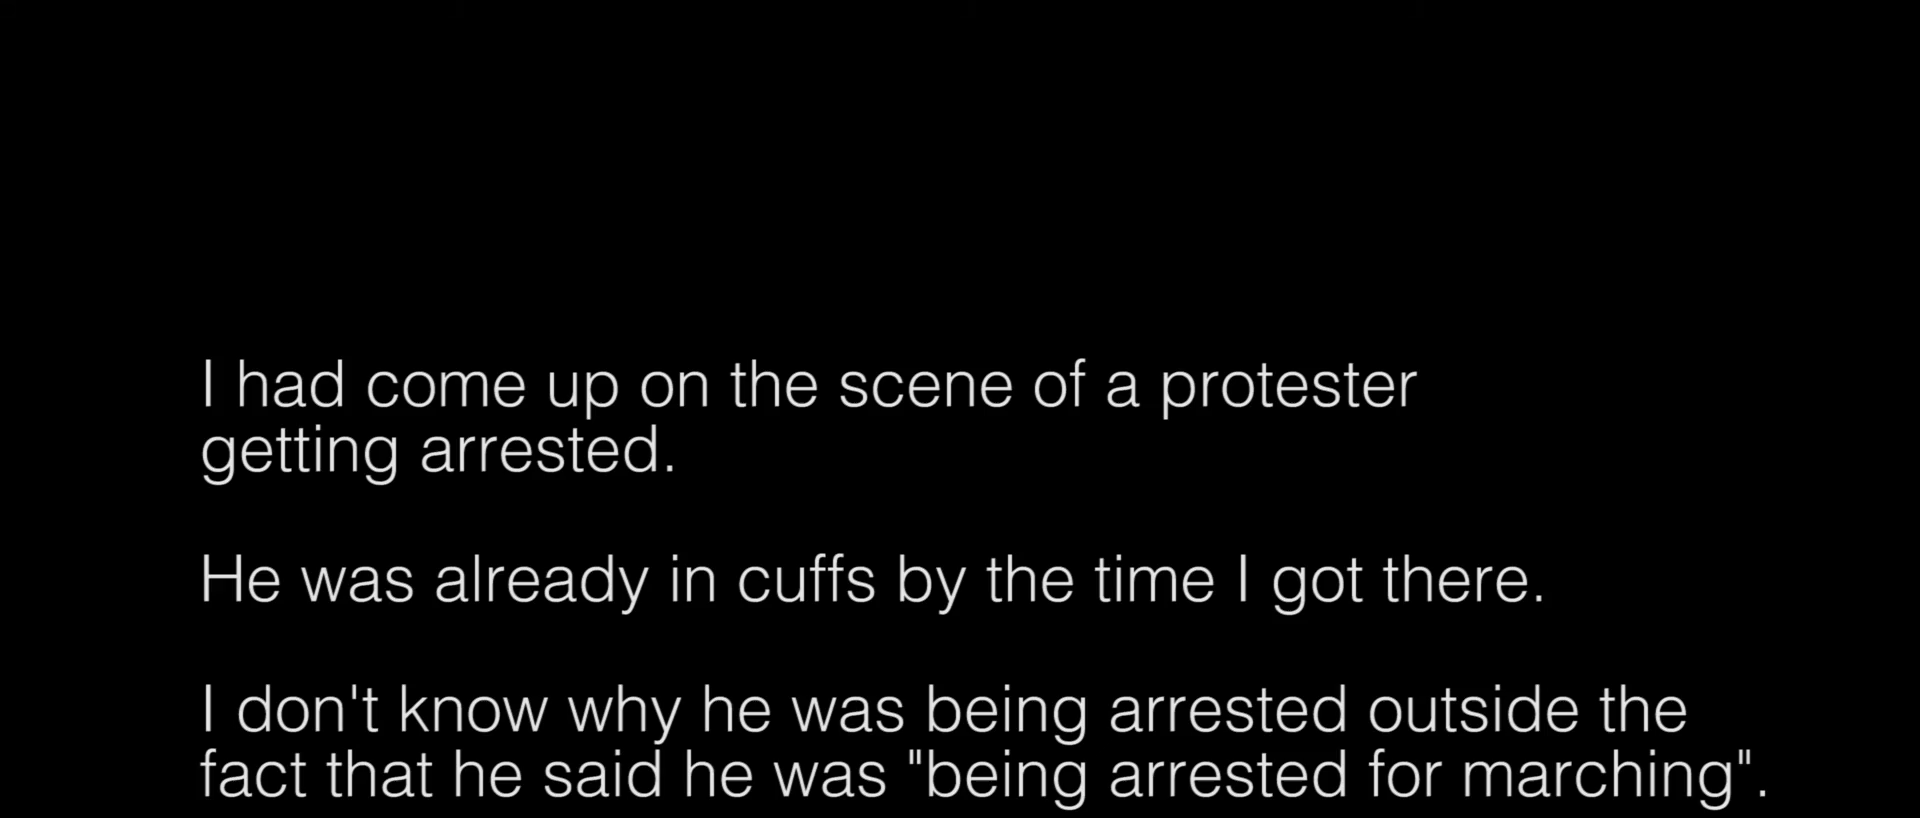 I had come up on the scene of a protester
getting arrested.
He was already in cuffs by the time I got there.
I don't know why he was being arrested outside the
fact that he said he was "being arrested for marching".